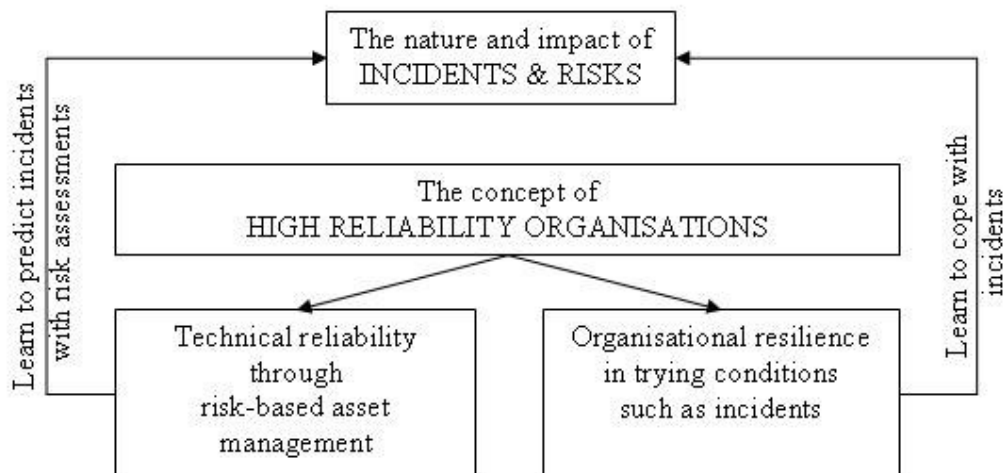 The nature and impact of
INCIDENTS & RISKS
Learn to predict incidents
with risk assessments
The concept of
HIGH RELIABILITY ORGANISATIONS
Learn to cope with
incidents
Technical reliability
through
risk-based asset
management
Organisational resilience
in trying conditions
such as incidents